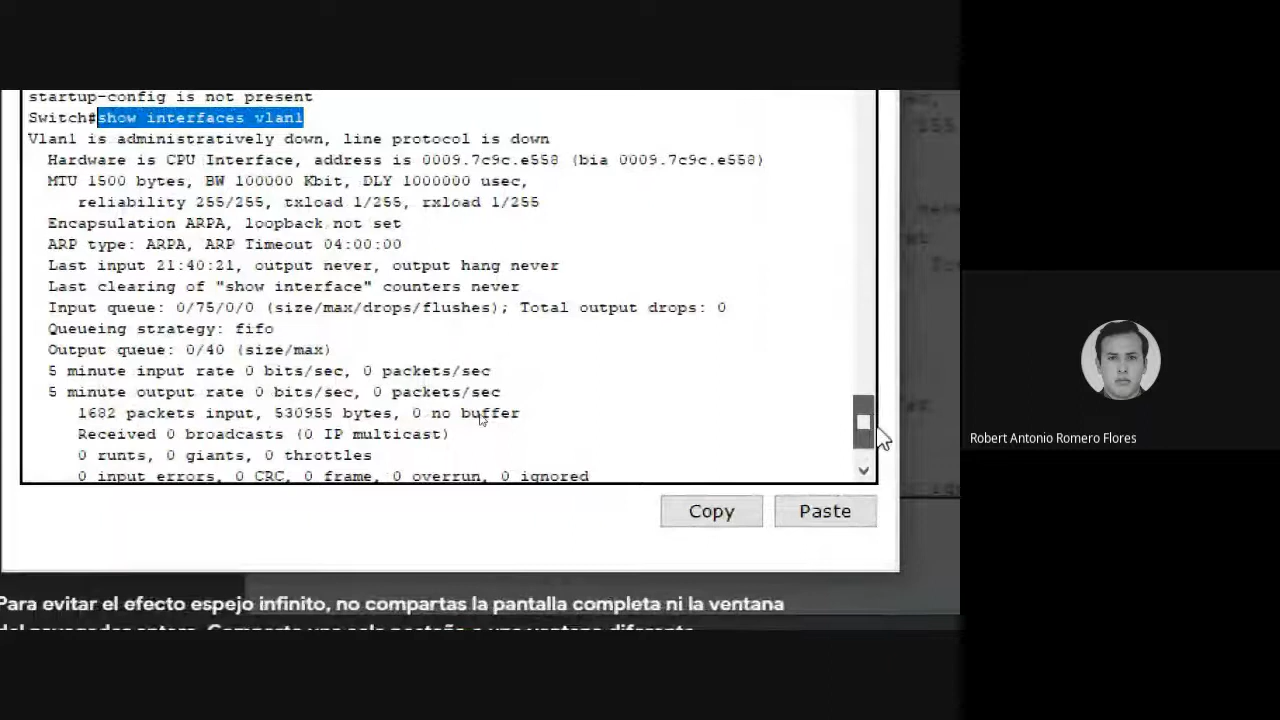 startup-config is not present
Switch#show interfaces vlan1
Vlan1 is administratively down, line protocol is down
Hardware is CPU Interface, address is 0009.7c9c.e558 (bia 0009.7c9c.e558)
MTU 1500 bytes, BW 100000 Kbit, DLY 1000000 usec,
reliability 255/255, txload 1/255, rxload 1/255
Encapsulation ARPA, loopback not set
ARP type: ARPA, ARP Timeout 04:00:00
Last input 21:40:21, output never, output hang never
Last clearing of "show interface" counters never
Input queue: 0/75/0/0 (size/max/drops/flushes); Total output drops: 0
Queueing strategy: fifo
Output queue: 0/40 (size/max)
5 minute input rate 0 bits/sec, 0 packets/sec
5 minute output rate 0 bits/sec, 0 packets/sec
1682 packets input, 530955 bytes, 0 no buffer
Received 0 broadcasts (0 IP multicast)
0 runts, 0 giants, 0 throttles
0 input errors, 0 CRC, 0 frame, 0 overrun, 0 ignored
Copy Paste
Para evitar el efecto espejo infinito, no compartas la pantalla completa ni la ventana
Robert Antonio Romero Flores